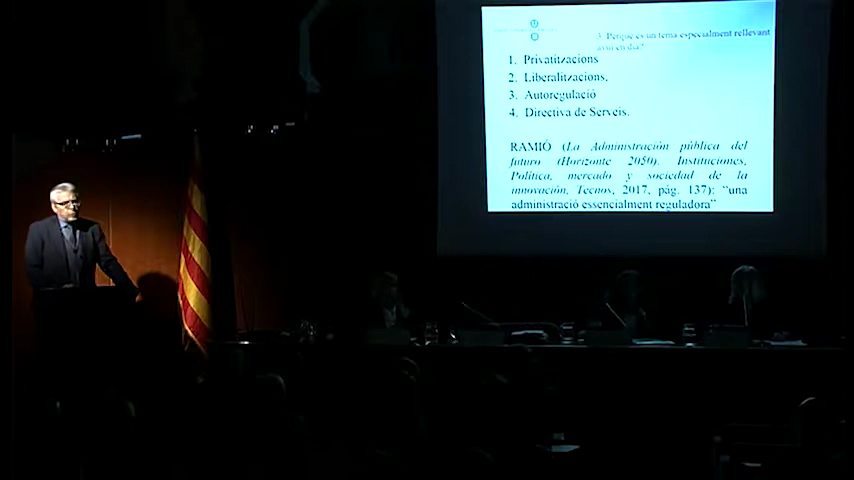 3. Perquè és un tema especialment rellevant
avui en dia?
1. Privatitzacions
2. Liberalitzacions.
3. Autoregulació
4. Directiva de Serveis.
RAMIÓ (La Administración pública del
futuro (Horizonte 2050). Instituciones,
Política, mercado y sociedad de la
innovación, Tecnos, 2017, pág. 137): “una
administració essencialment reguladora”